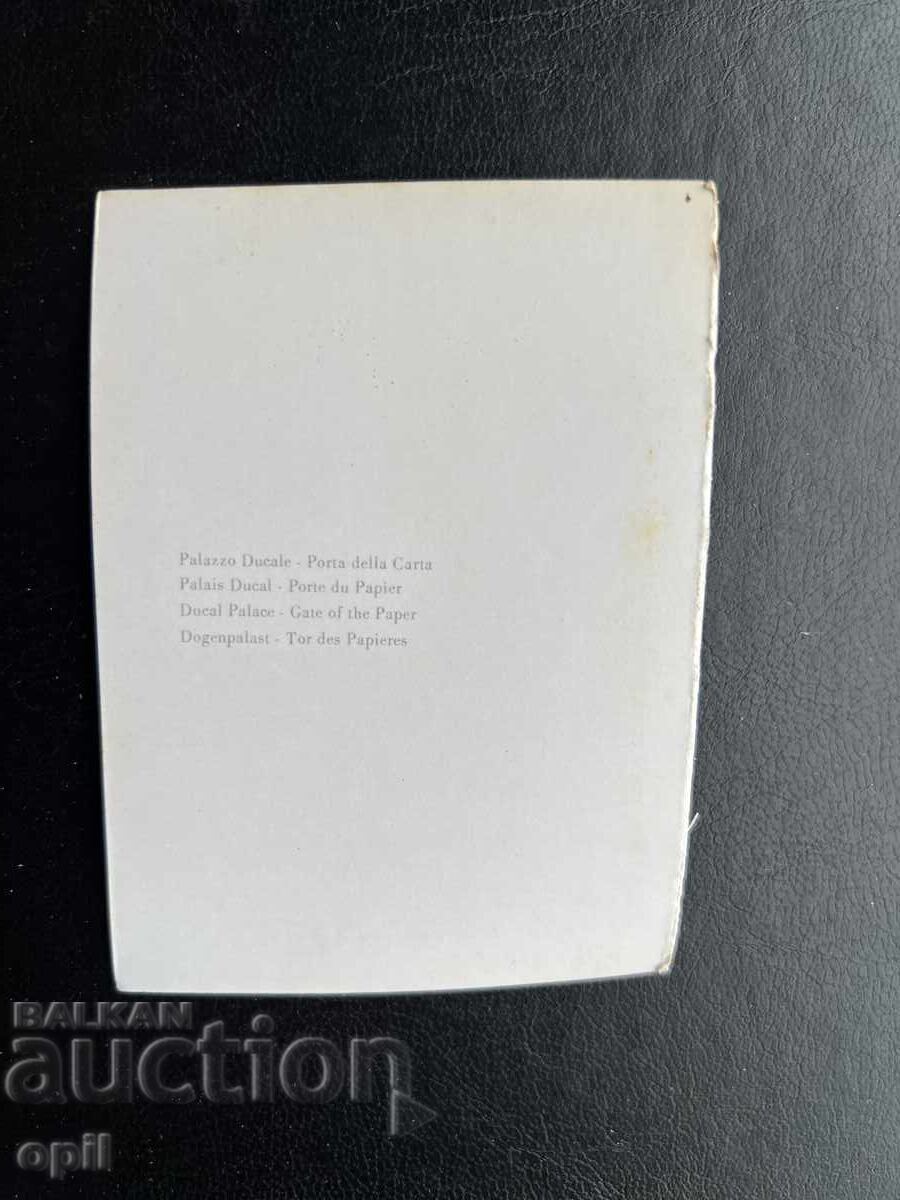 Palazzo Ducale - Porta della Carta
Palais Ducal - Porte du Papier
Ducal Palace - Gate of the Paper
Dogenpalast - Tor des Papieres
BALKAN
auction
opil